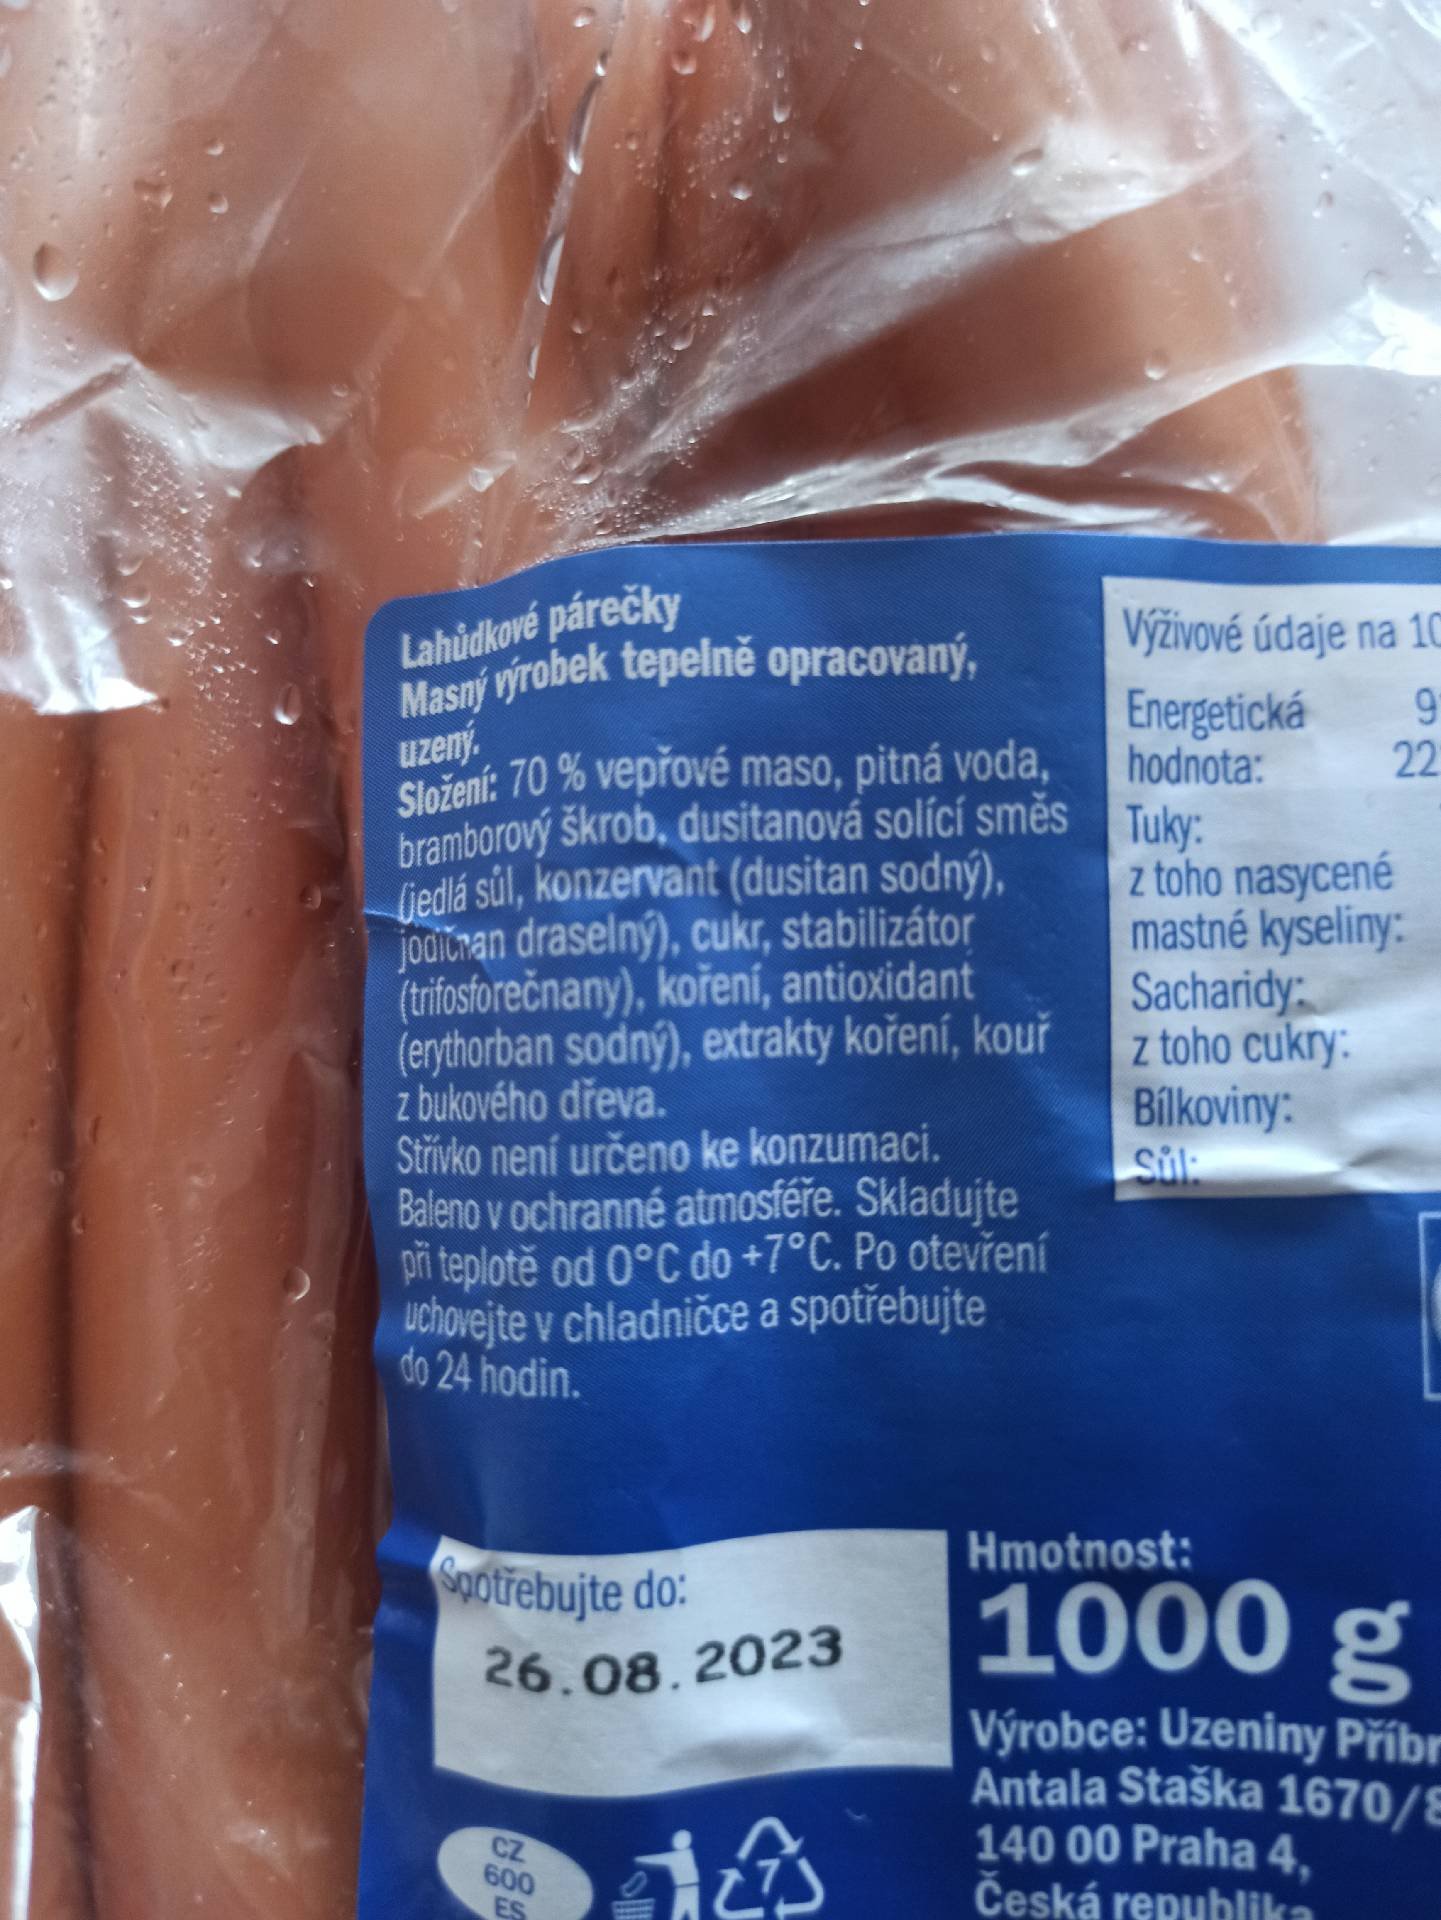 Lahůdkové párečky
Masný výrobek tepelně opracovaný,
uzený.
Složení: 70 % vepřové maso, pitná voda,
bramborový škrob, dusitanová solící směs
(jedlá sůl, konzervant (dusitan sodný),
jodičnan draselný), cukr, stabilizátor
(trifosforečnany), koření, antioxidant
(erythorban sodný), extrakty koření, kouř
z bukového dřeva.
Střívko není určeno ke konzumaci.
Baleno v ochranné atmosféře. Skladujte
při teplotě od 0°C do +7°C. Po otevření
uchovejte v chladničce a spotřebujte
do 24 hodin.
Výživové údaje na
Energetická
hodnota:
Tuky:
z toho nasycené
mastné kyseliny:
Sacharidy:
z toho cukry:
Bílkoviny:
Sůl:
Spotřebujte do:
26.08.2023
Hmotnost:
1000 g
Výrobce: Uzeniny
Antala Staška 1670/
140 00 Praha 4,
Česká republika
CZ
600
ES
7